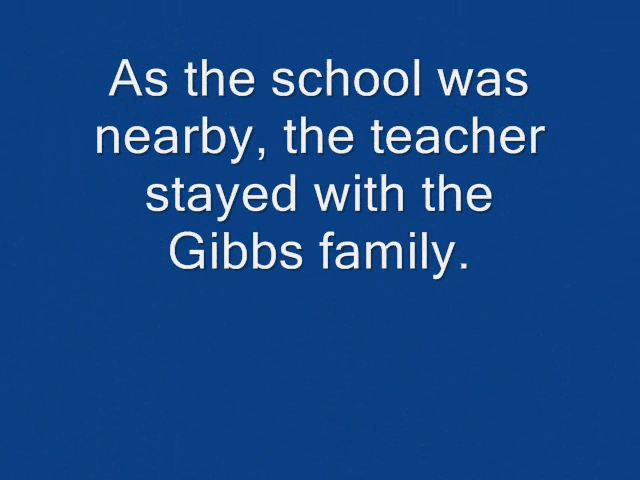 As the school was
nearby, the teacher
stayed with the
Gibbs family.